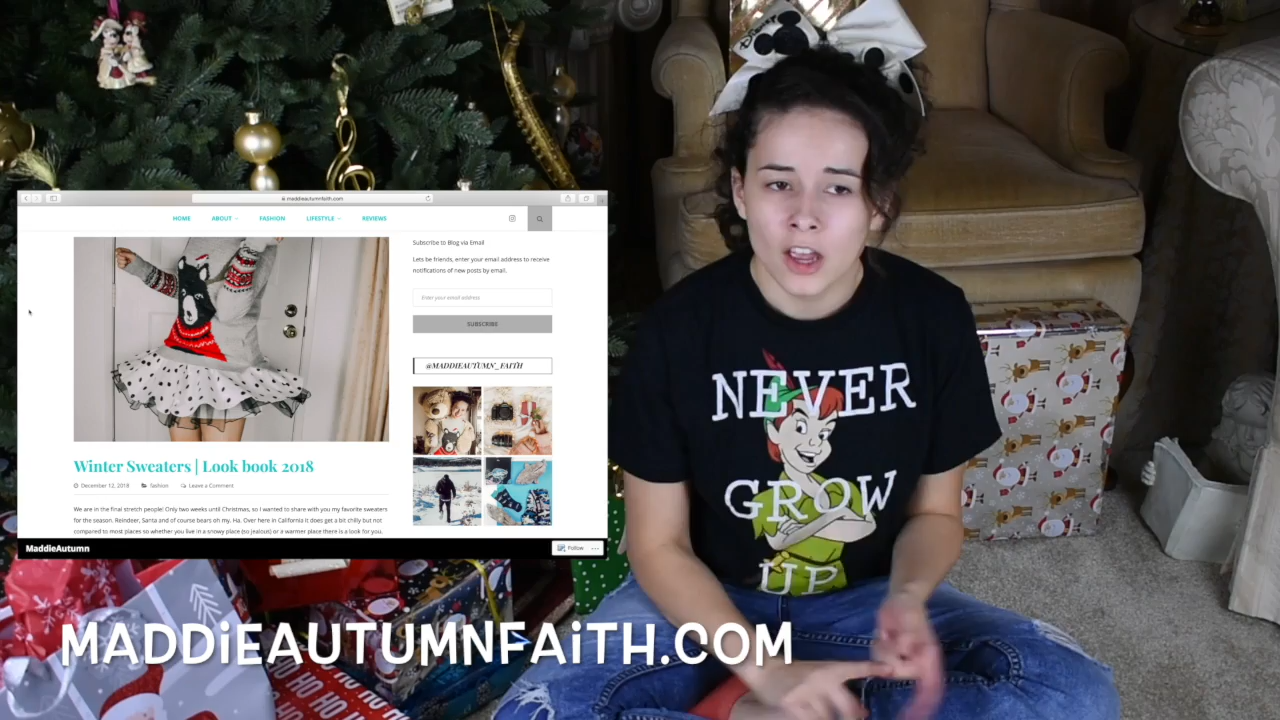 Disney
maddieautumnfaith.com
HOME ABOUT FASHION LIFESTYLE REVIEWS
Subscribe to Blog via Email
Lets be friends, enter your email address to receive
notifications of new posts by email.
Enter your email address
SUBSCRIBE
@MADDIEAUTUMN_FAITH
Winter Sweaters | Look book 2018
December 12, 2018 fashion Leave a Comment
We are in the final stretch people! Only two weeks until Christmas, so I wanted to share with you my favorite sweaters
for the season. Reindeer, Santa and of course bears oh my. Ha. Over here in California it does get a bit chilly but not
compared to most places so whether you live in a snowy place (so jealous) or a warmer place there is a look for you.
MaddieAutumn
Follow
NEVER
GROW
UP
MADDiEAUTUMNFAiTH.COM
HO HO HO